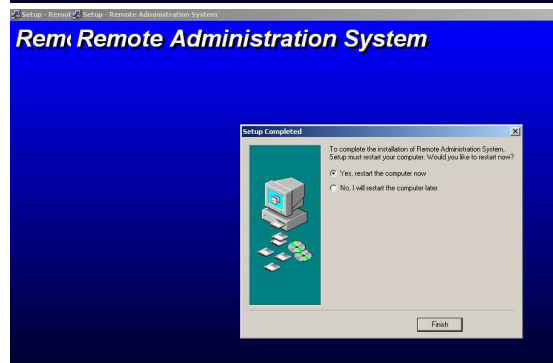 Setup - Remot Setup - Remote Administration System
Remo Remote Administration System
Setup Completed
To complete the installation of Remote Administration System,
Setup must restart your computer. Would you like to restart now?
Yes, restart the computer now
No, I will restart the computer later
Finish